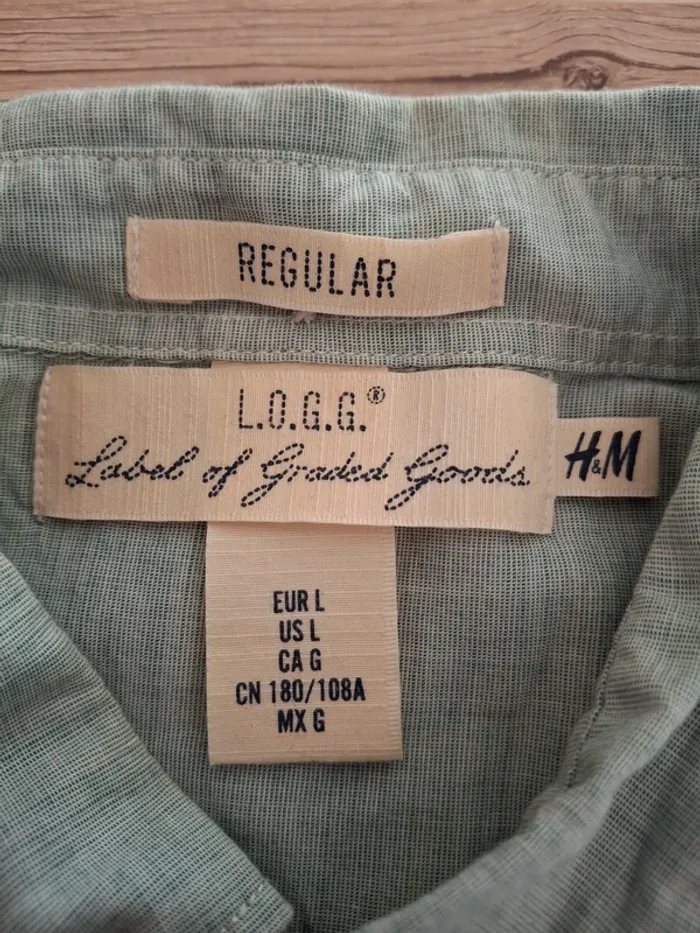 REGULAR
L.O.G.G.®
Label of Graded Goods
H&M
EUR L
US L
CA G
CN 180/108A
MX G